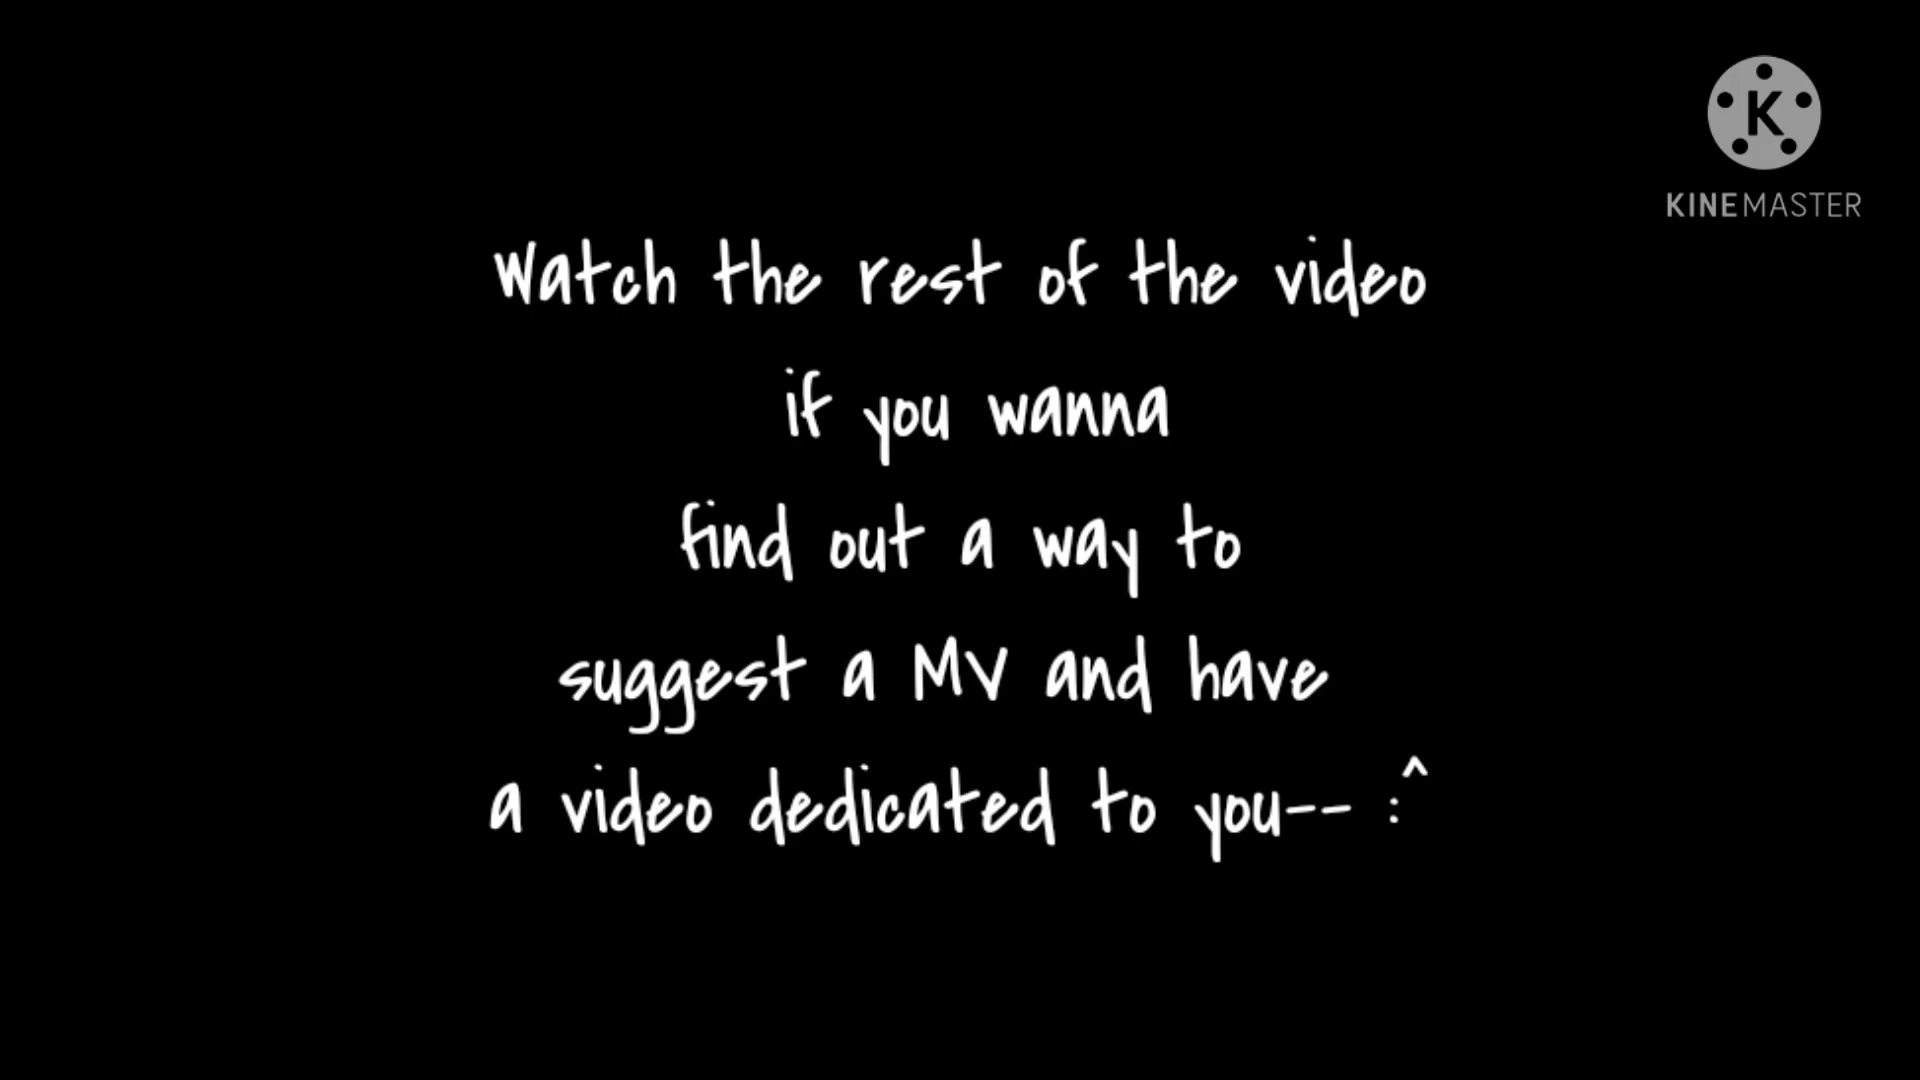 K
KINEMASTER
Watch the rest of the video
if you wanna
find out a way to
suggest a MV and have
a video dedicated to you-- :^